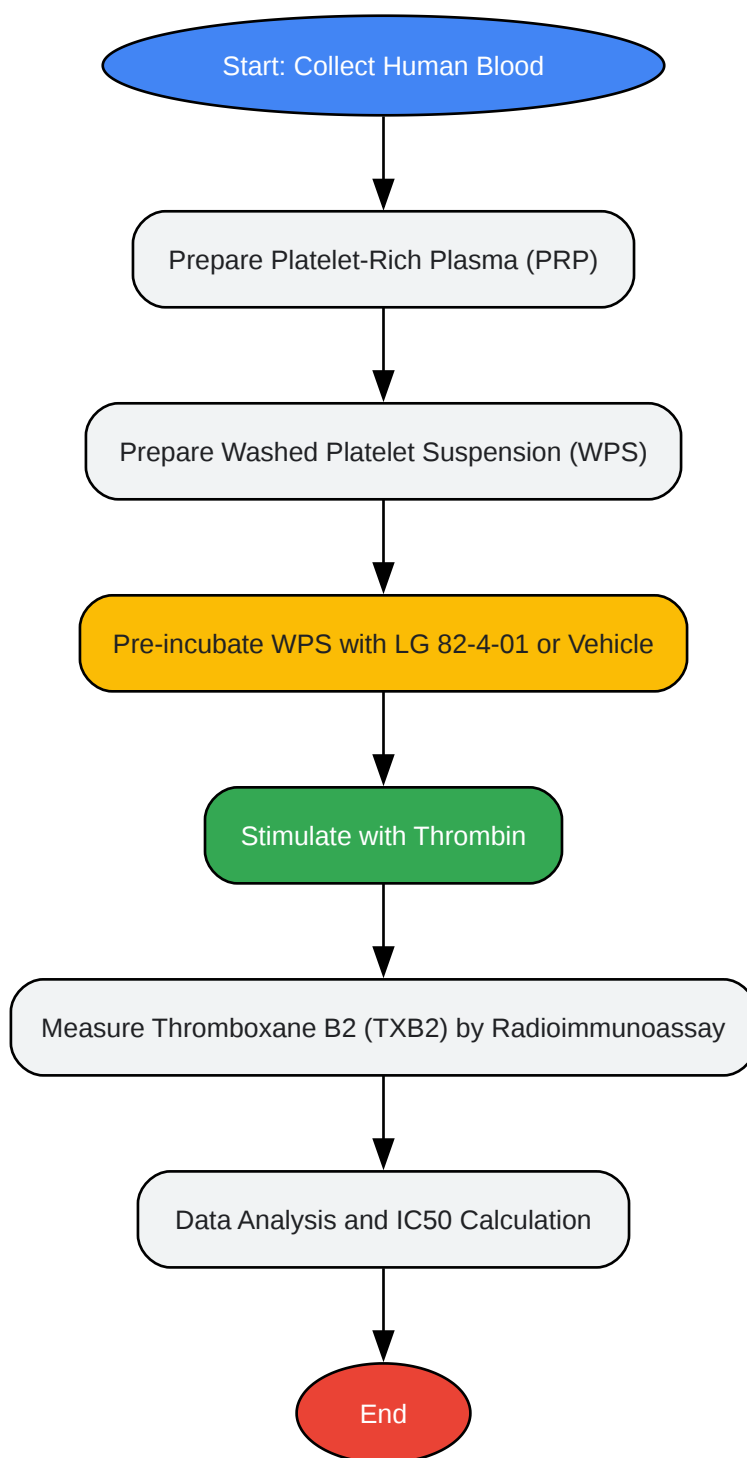 Start: Collect Human Blood
Prepare Platelet-Rich Plasma (PRP)
Prepare Washed Platelet Suspension (WPS)
Pre-incubate WPS with LG 82-4-01 or Vehicle
Stimulate with Thrombin
Measure Thromboxane B2 (TXB2) by Radioimmunoassay
Data Analysis and IC50 Calculation
End